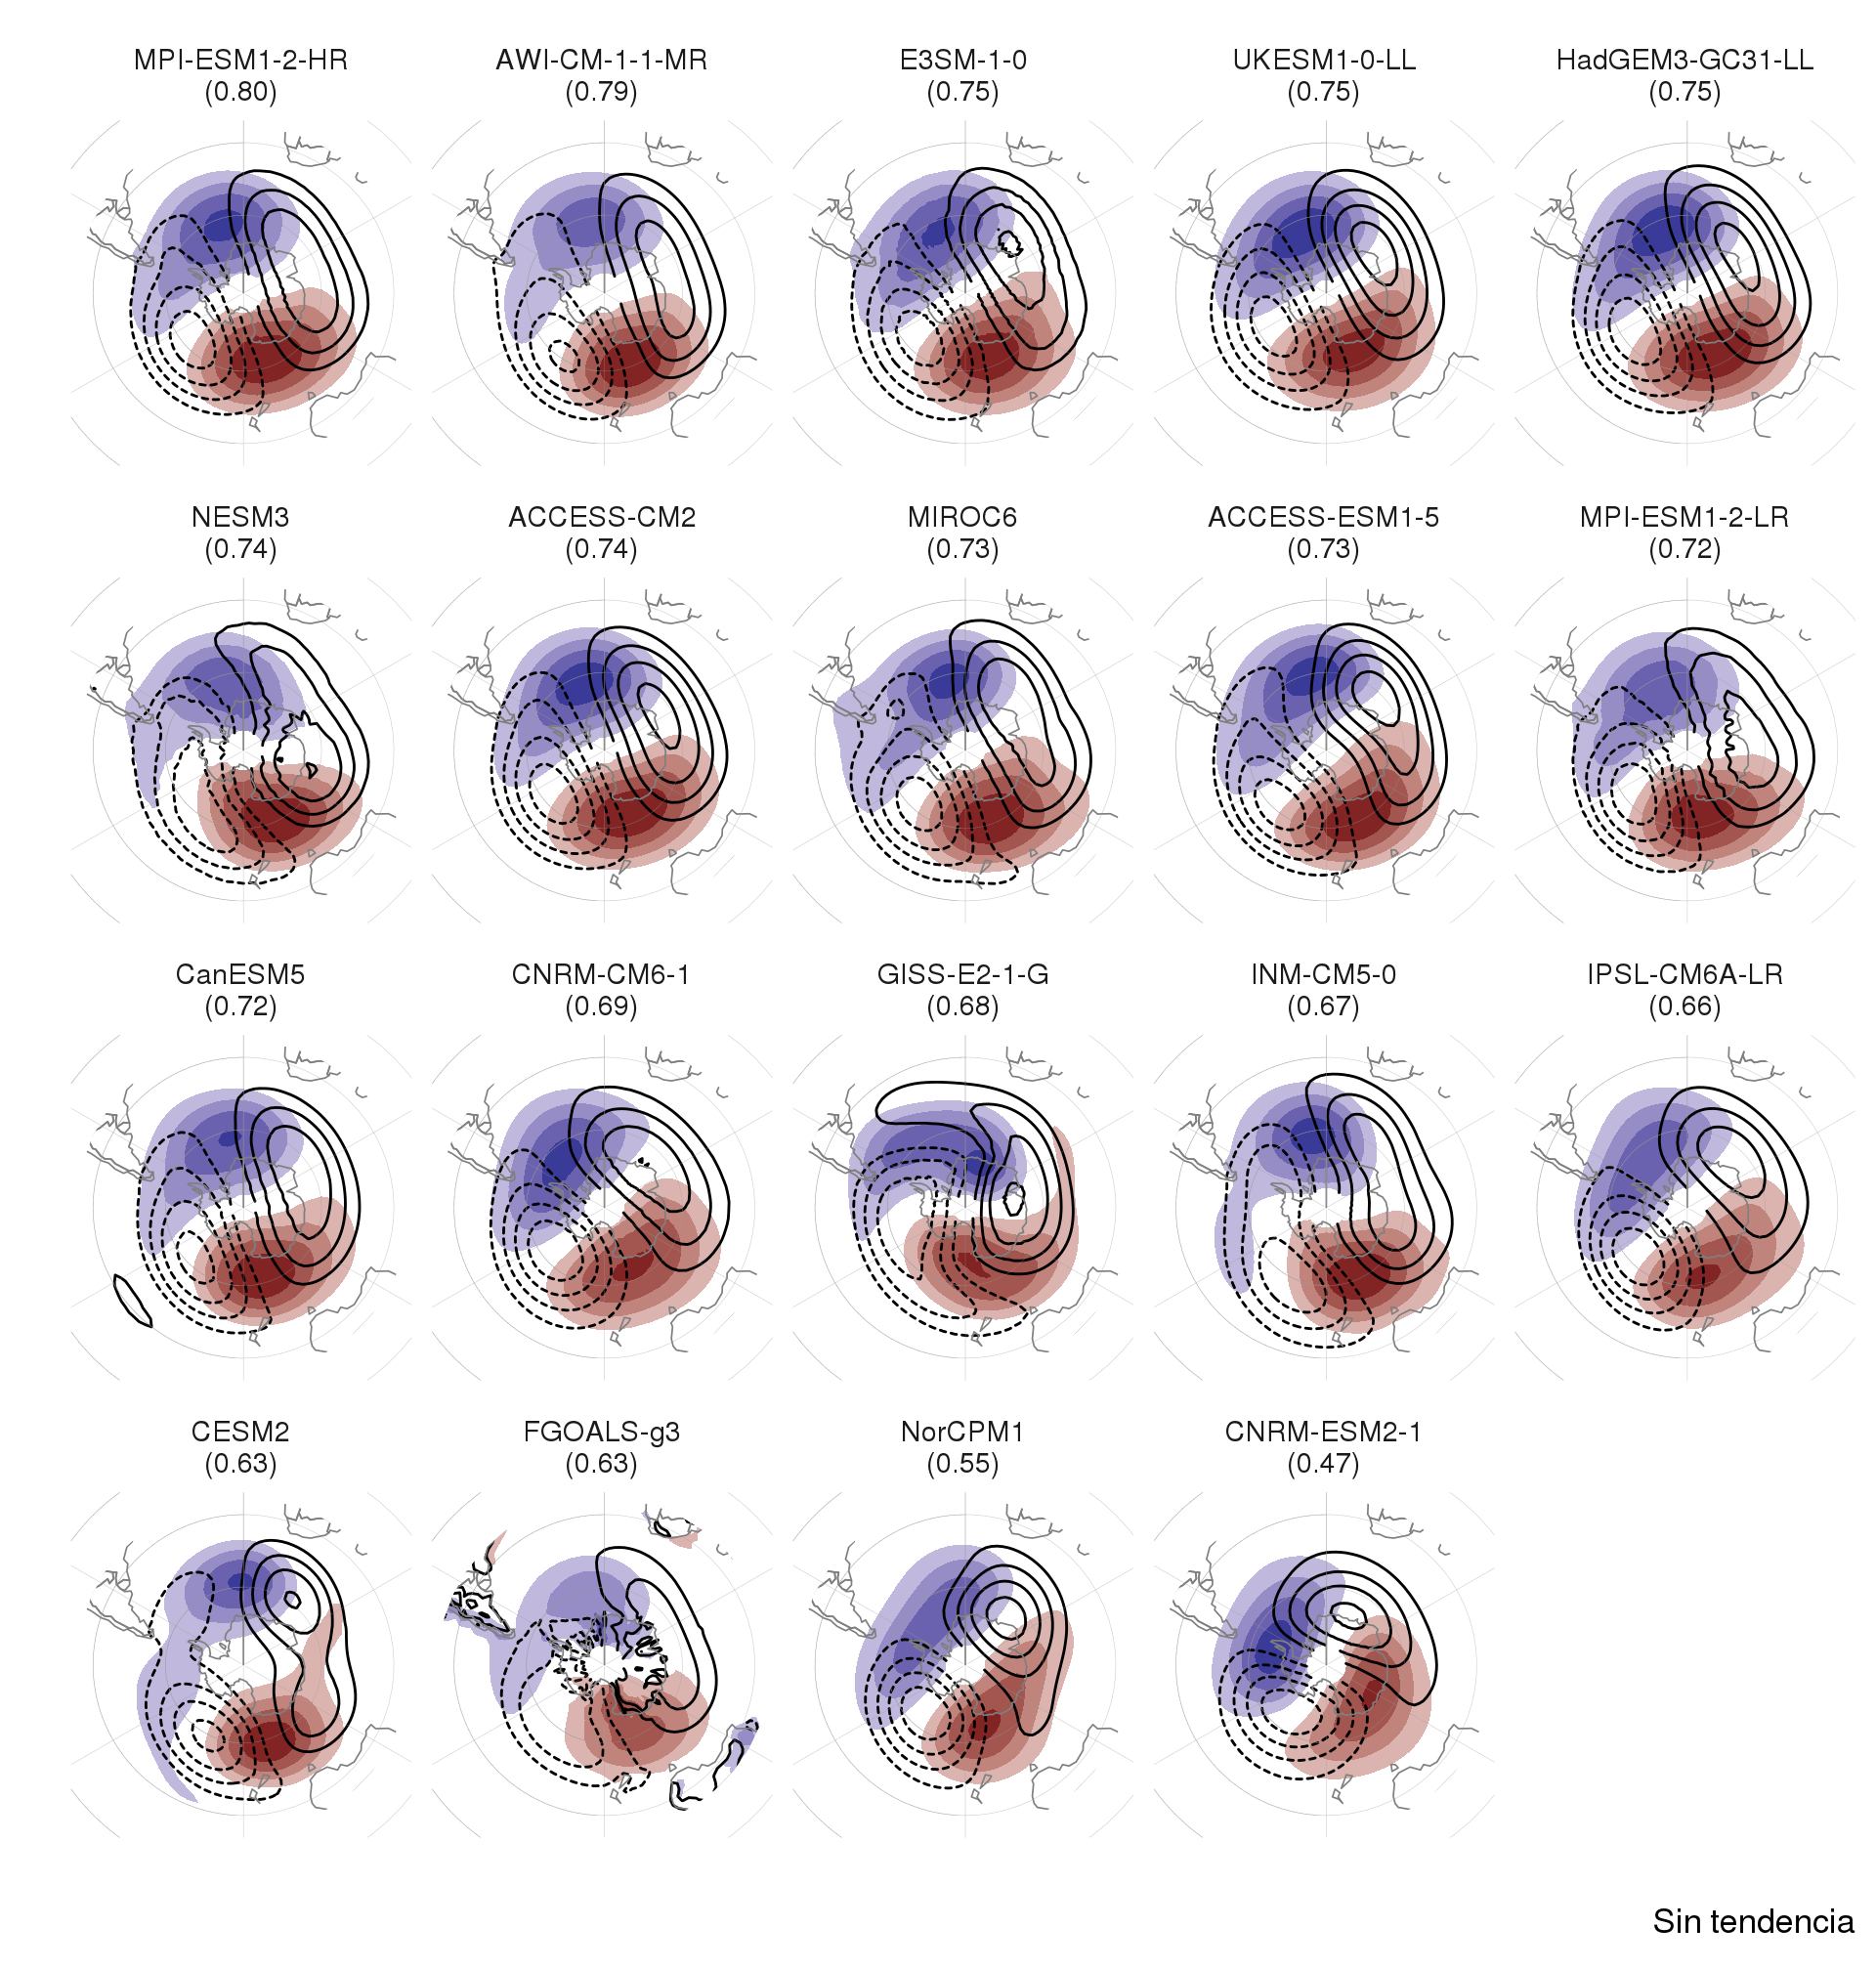 MPI-ESM1-2-HR
(0.80)
AWI-CM-1-1-MR
(0.79)
E3SM-1-0
(0.75)
UKESM1-0-LL
(0.75)
HadGEM3-GC31-LL
(0.75)
NESM3
(0.74)
ACCESS-CM2
(0.74)
MIROC6
(0.73)
ACCESS-ESM1-5
(0.73)
MPI-ESM1-2-LR
(0.72)
CanESM5
(0.72)
CNRM-CM6-1
(0.69)
GISS-E2-1-G
(0.68)
INM-CM5-0
(0.67)
IPSL-CM6A-LR
(0.66)
CESM2
(0.63)
FGOALS-g3
(0.63)
NorCPM1
(0.55)
CNRM-ESM2-1
(0.47)
Sin tendencia